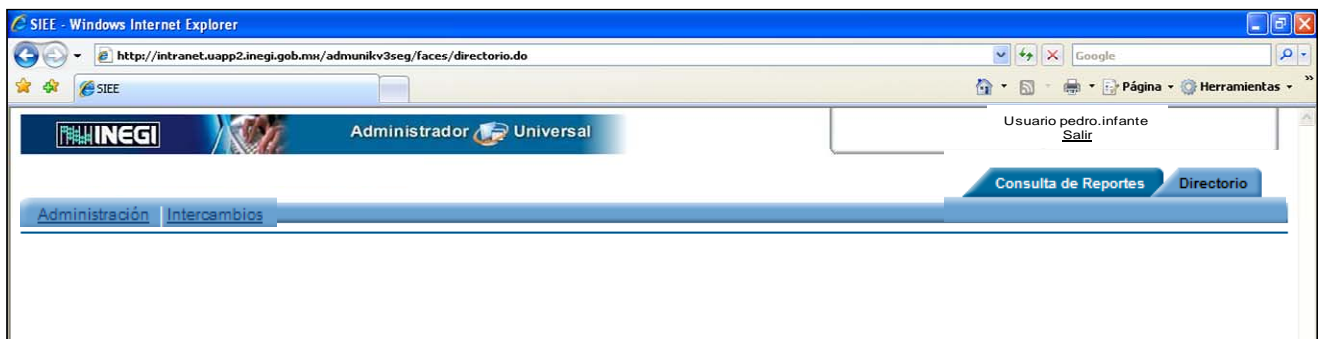 SIEE - Windows Internet Explorer
http://intranet.uapp2.inegi.gob.mx/admunikv3seg/faces/directorio.do
Google
SIEE
Página
Herramientas
INEGI
Administrador Universal
Usuario pedro.infante
Salir
Consulta de Reportes
Directorio
Administración
Intercambios